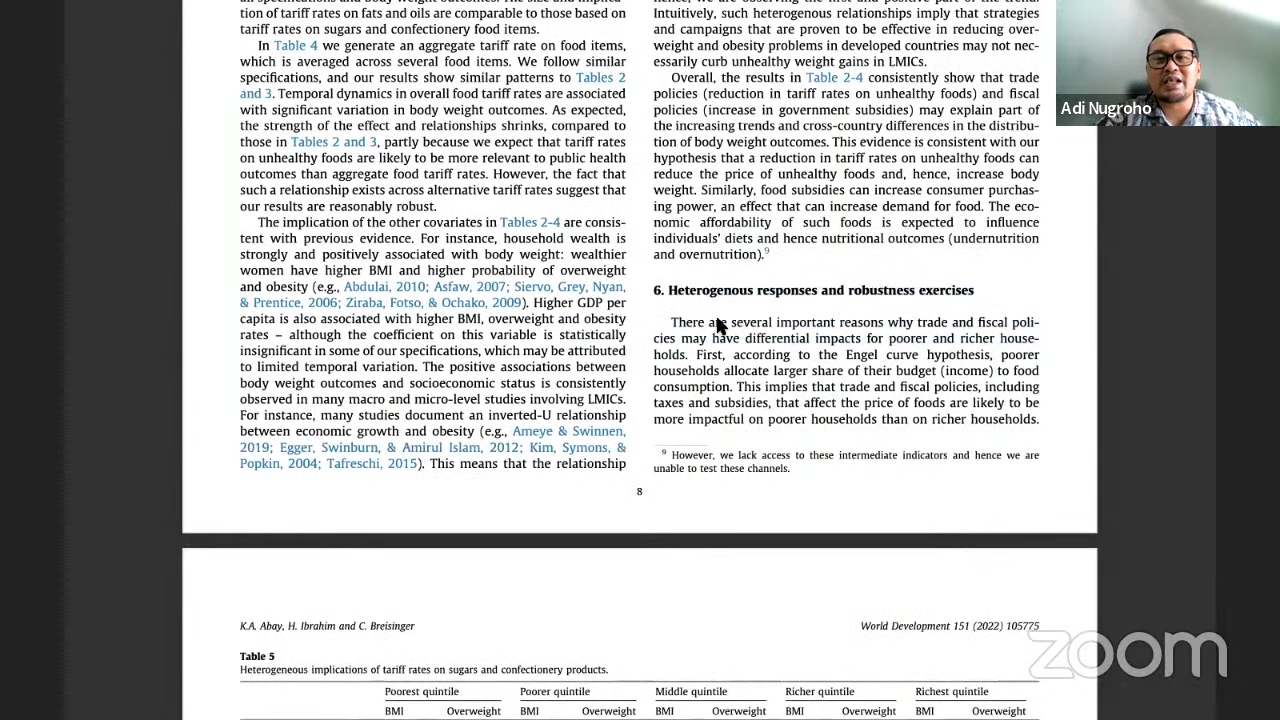 tion of tariff rates on fats and oils are comparable to those based on
tariff rates on sugars and confectionery food items.
In Table 4 we generate an aggregate tariff rate on food items,
which is averaged across several food items. We follow similar
specifications, and our results show similar patterns to Tables 2
and 3. Temporal dynamics in overall food tariff rates are associated
with significant variation in body weight outcomes. As expected,
the strength of the effect and relationships shrinks, compared to
those in Tables 2 and 3, partly because we expect that tariff rates
on unhealthy foods are likely to be more relevant to public health
outcomes than aggregate food tariff rates. However, the fact that
such a relationship exists across alternative tariff rates suggest that
our results are reasonably robust.
The implication of the other covariates in Tables 2-4 are consis-
tent with previous evidence. For instance, household wealth is
strongly and positively associated with body weight: wealthier
women have higher BMI and higher probability of overweight
and obesity (e.g., Abdulai, 2010; Asfaw, 2007; Siervo, Grey, Nyan,
& Prentice, 2006; Ziraba, Fotso, & Ochako, 2009). Higher GDP per
capita is also associated with higher BMI, overweight and obesity
rates – although the coefficient on this variable is statistically
insignificant in some of our specifications, which may be attributed
to limited temporal variation. The positive associations between
body weight outcomes and socioeconomic status is consistently
observed in many macro and micro-level studies involving LMICs.
For instance, many studies document an inverted-U relationship
between economic growth and obesity (e.g., Ameye & Swinnen,
2019; Egger, Swinburn, & Amirul Islam, 2012; Kim, Symons, &
Popkin, 2004; Tafreschi, 2015). This means that the relationship
hence, we are observing the first and positive part of the trend.
Intuitively, such heterogenous relationships imply that strategies
and campaigns that are proven to be effective in reducing over-
weight and obesity problems in developed countries may not nec-
essarily curb unhealthy weight gains in LMICs.
Overall, the results in Table 2-4 consistently show that trade
policies (reduction in tariff rates on unhealthy foods) and fiscal
policies (increase in government subsidies) may explain part of
the increasing trends and cross-country differences in the distribu-
tion of body weight outcomes. This evidence is consistent with our
hypothesis that a reduction in tariff rates on unhealthy foods can
reduce the price of unhealthy foods and, hence, increase body
weight. Similarly, food subsidies can increase consumer purchas-
ing power, an effect that can increase demand for food. The eco-
nomic affordability of such foods is expected to influence
individuals' diets and hence nutritional outcomes (undernutrition
and overnutrition).9
6. Heterogenous responses and robustness exercises
There are several important reasons why trade and fiscal poli-
cies may have differential impacts for poorer and richer house-
holds. First, according to the Engel curve hypothesis, poorer
households allocate larger share of their budget (income) to food
consumption. This implies that trade and fiscal policies, including
taxes and subsidies, that affect the price of foods are likely to be
more impactful on poorer households than on richer households.
9 However, we lack access to these intermediate indicators and hence we are
unable to test these channels.
8
K.A. Abay, H. Ibrahim and C. Breisinger
World Development 151 (2022) 105775
Table 5
Heterogeneous implications of tariff rates on sugars and confectionery products.
Poorest quintile Poorer quintile Middle quintile Richer quintile Richest quintile
BMI Overweight BMI Overweight BMI Overweight BMI Overweight BMI Overweight
Adi Nugroho
zoom